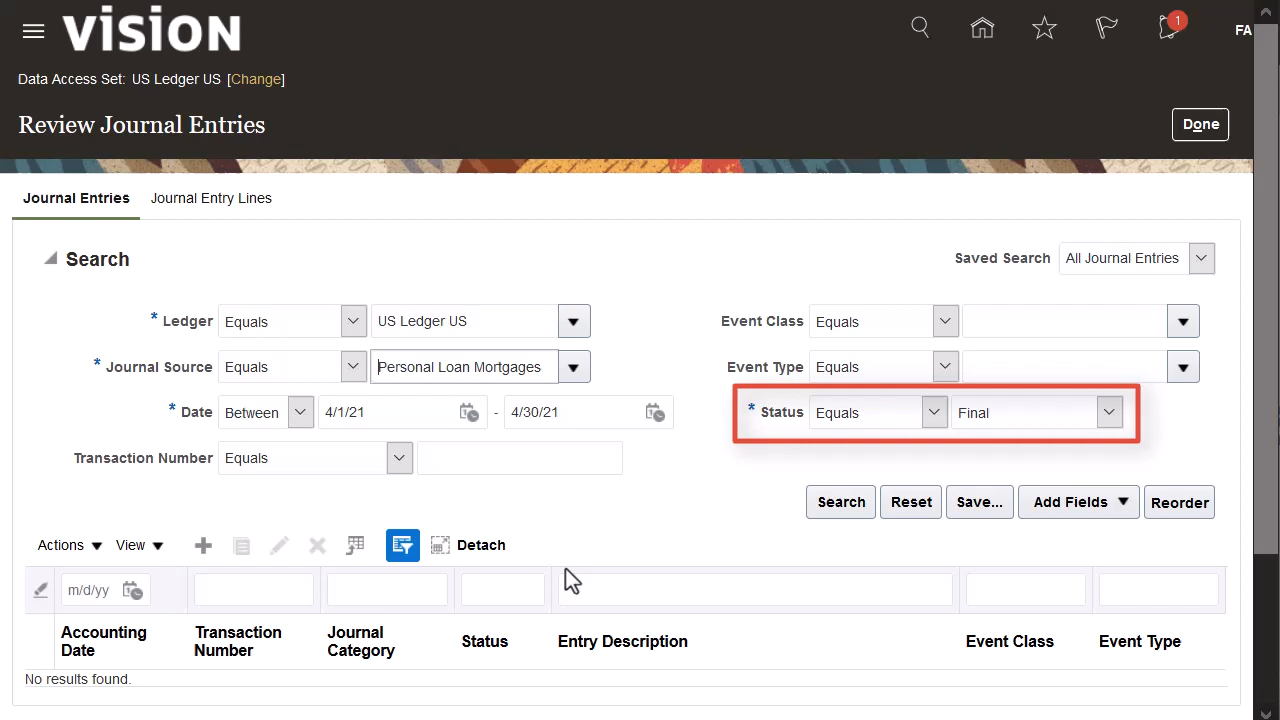 VISION
1
FA
Data Access Set: US Ledger US [Change]
Review Journal Entries
Done
Journal Entries Journal Entry Lines
Search
Saved Search All Journal Entries
* Ledger Equals US Ledger US
Event Class Equals
* Journal Source Equals Personal Loan Mortgages
Event Type Equals
* Date Between 4/1/21 - 4/30/21
* Status Equals Final
Transaction Number Equals
Search Reset Save... Add Fields Reorder
Actions View Detach
m/d/yy
Accounting Date
Transaction Number
Journal Category
Status
Entry Description
Event Class
Event Type
No results found.